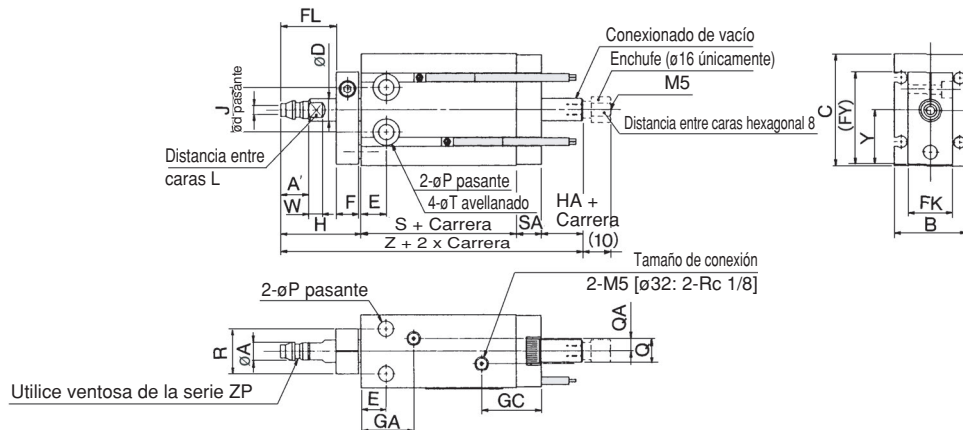 FL
øD
Conexionado de vacío
Enchufe (ø16 únicamente)
M5
J
ød pasante
C
(FY)
Y
Distancia entre caras hexagonal 8
Distancia entre
caras L
A'
W
H
F
E
2-øP pasante
4-øT avellanado
S + Carrera
SA
HA +
Carrera
(10)
Z + 2 x Carrera
FK
B
Tamaño de conexión
2-M5 [ø32: 2-Rc 1/8]
2-øP pasante
QA
Q
R
øA
Utilice ventosa de la serie ZP
E
GA
GC